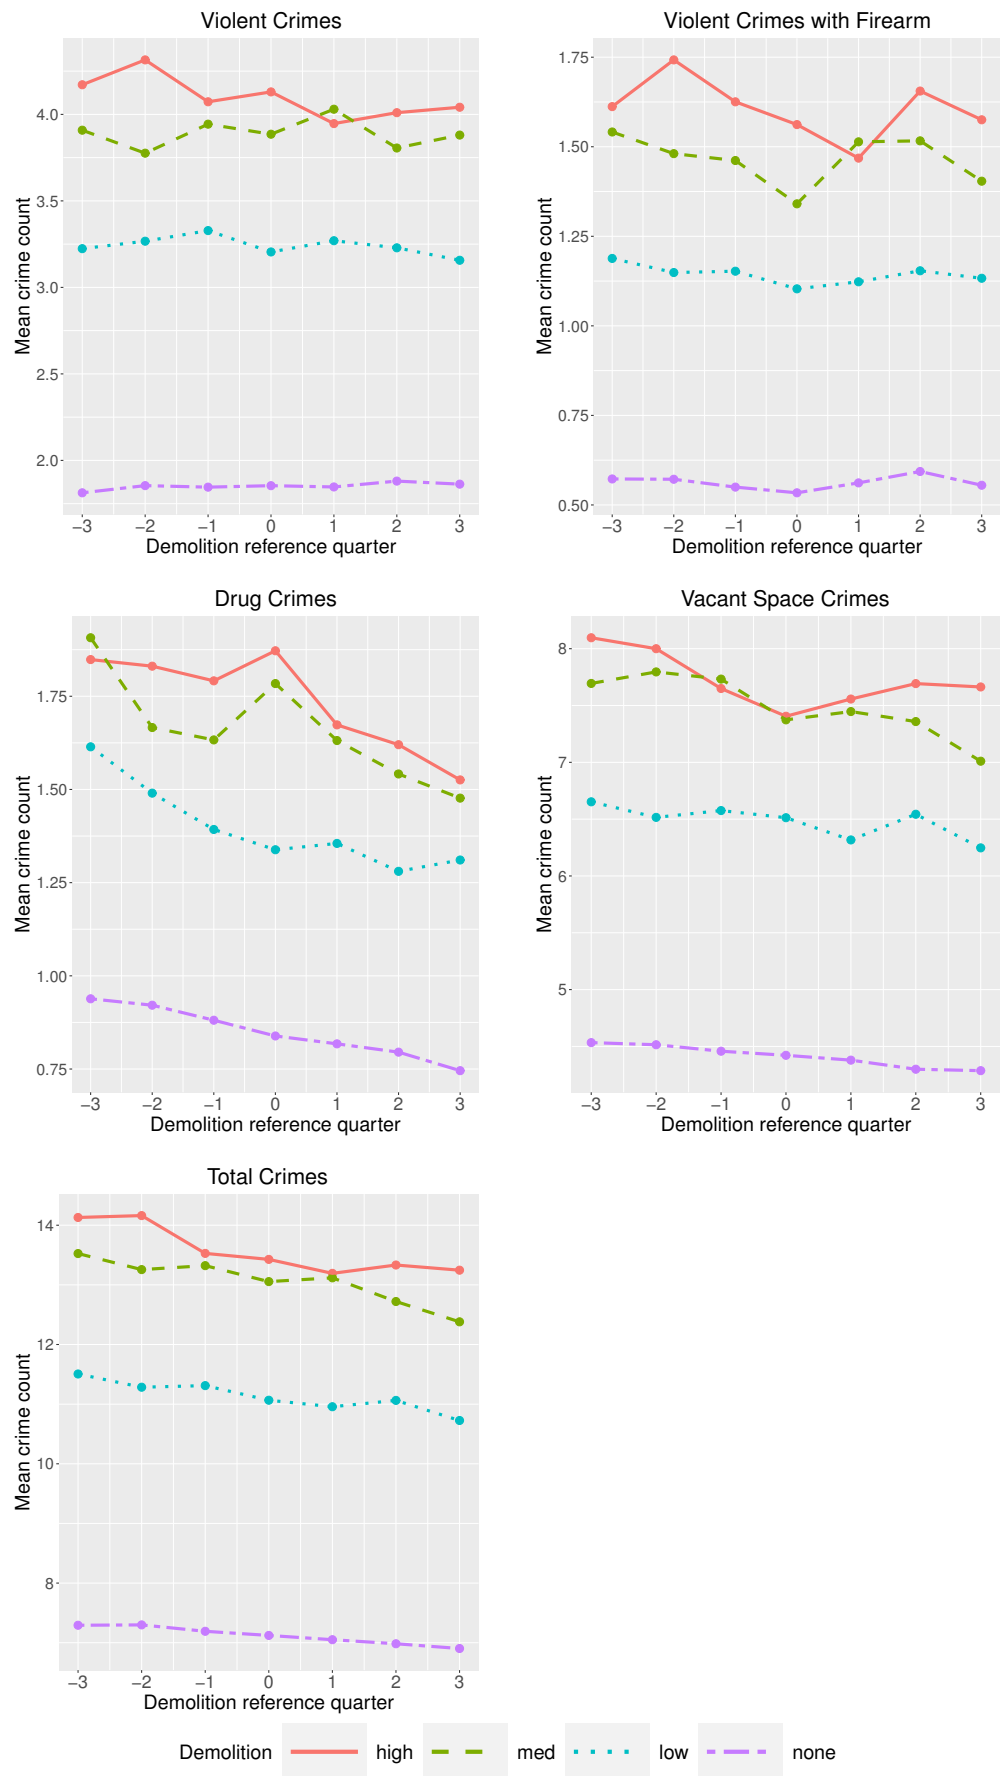 Violent Crimes
Mean crime count
4.0
3.5
3.0
2.5
2.0
−3 −2 −1 0 1 2 3
Demolition reference quarter
Violent Crimes with Firearm
Mean crime count
1.75
1.50
1.25
1.00
0.75
0.50
−3 −2 −1 0 1 2 3
Demolition reference quarter
Drug Crimes
Mean crime count
1.75
1.50
1.25
1.00
0.75
−3 −2 −1 0 1 2 3
Demolition reference quarter
Vacant Space Crimes
Mean crime count
8
7
6
5
−3 −2 −1 0 1 2 3
Demolition reference quarter
Total Crimes
Mean crime count
14
12
10
8
−3 −2 −1 0 1 2 3
Demolition reference quarter
Demolition high med low none